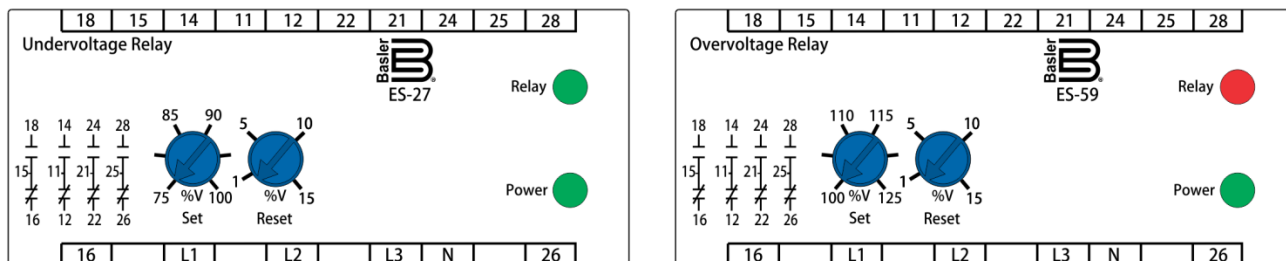 18 15 14 11 12 22 21 24 25 28
Undervoltage Relay
Basler
B
®
ES-27
Relay
85 90
5 10
18 14 24 28
15 11 21 25
1
75 %V 100
%V 15
16 12 22 26
Set Reset
Power
16 L1 L2 L3 N 26
18 15 14 11 12 22 21 24 25 28
Overvoltage Relay
Basler
B
®
ES-59
Relay
110 115
5 10
18 14 24 28
15 11 21 25
1
100 %V 125
%V 15
16 12 22 26
Set Reset
Power
16 L1 L2 L3 N 26